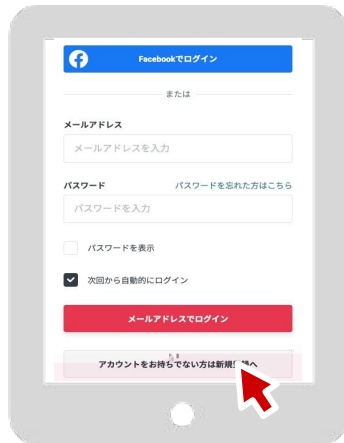 Facebookでログイン
または
メールアドレス
メールアドレスを入力
パスワード
パスワードを忘れた方はこちら
パスワードを入力
パスワードを表示
次回から自動的にログイン
メールアドレスでログイン
アカウントをお持ちでない方は新規